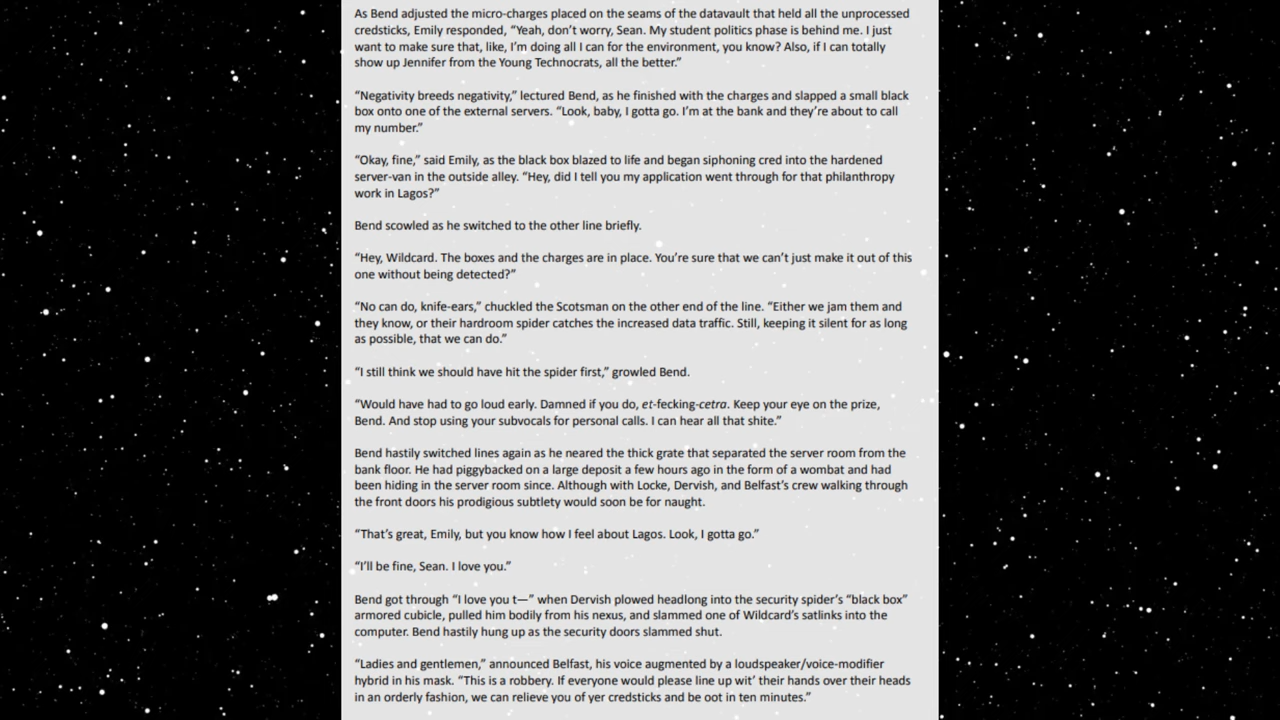 As Bend adjusted the micro-charges placed on the seams of the datavault that held all the unprocessed
credsticks, Emily responded, “Yeah, don’t worry, Sean. My student politics phase is behind me. I just
want to make sure that, like, I’m doing all I can for the environment, you know? Also, if I can totally
show up Jennifer from the Young Technocrats, all the better.”
“Negativity breeds negativity,” lectured Bend, as he finished with the charges and slapped a small black
box onto one of the external servers. “Look, baby, I gotta go. I’m at the bank and they’re about to call
my number.”
“Okay, fine,” said Emily, as the black box blazed to life and began siphoning cred into the hardened
server-van in the outside alley. “Hey, did I tell you my application went through for that philanthropy
work in Lagos?”
Bend scowled as he switched to the other line briefly.
“Hey, Wildcard. The boxes and the charges are in place. You’re sure that we can’t just make it out of this
one without being detected?”
“No can do, knife-ears,” chuckled the Scotsman on the other end of the line. “Either we jam them and
they know, or their hardroom spider catches the increased data traffic. Still, keeping it silent for as long
as possible, that we can do.”
“I still think we should have hit the spider first,” growled Bend.
“Would have had to go loud early. Damned if you do, et-fecking-cetra. Keep your eye on the prize,
Bend. And stop using your subvocals for personal calls. I can hear all that shite.”
Bend hastily switched lines again as he neared the thick grate that separated the server room from the
bank floor. He had piggybacked on a large deposit a few hours ago in the form of a wombat and had
been hiding in the server room since. Although with Locke, Dervish, and Belfast’s crew walking through
the front doors his prodigious subtlety would soon be for naught.
“That’s great, Emily, but you know how I feel about Lagos. Look, I gotta go.”
“I’ll be fine, Sean. I love you.”
Bend got through “I love you t—” when Dervish plowed headlong into the security spider’s “black box”
armored cubicle, pulled him bodily from his nexus, and slammed one of Wildcard’s satlinks into the
computer. Bend hastily hung up as the security doors slammed shut.
“Ladies and gentlemen,” announced Belfast, his voice augmented by a loudspeaker/voice-modifier
hybrid in his mask. “This is a robbery. If everyone would please line up wit’ their hands over their heads
in an orderly fashion, we can relieve you of yer credsticks and be oot in ten minutes.”